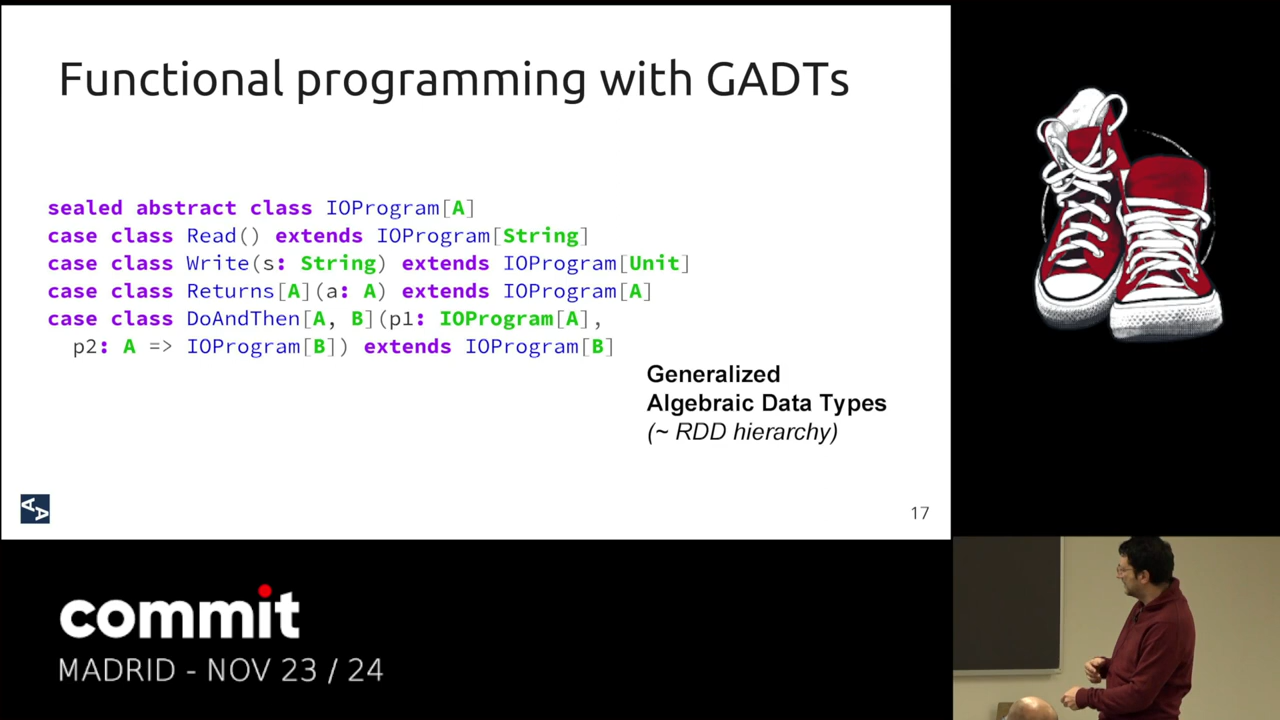 Functional programming with GADTs
sealed abstract class IOProgram[A]
case class Read() extends IOProgram[String]
case class Write(s: String) extends IOProgram[Unit]
case class Returns[A](a: A) extends IOProgram[A]
case class DoAndThen[A, B](p1: IOProgram[A],
p2: A => IOProgram[B]) extends IOProgram[B]
Generalized
Algebraic Data Types
(~ RDD hierarchy)
AA
17
commit
MADRID - NOV 23 / 24